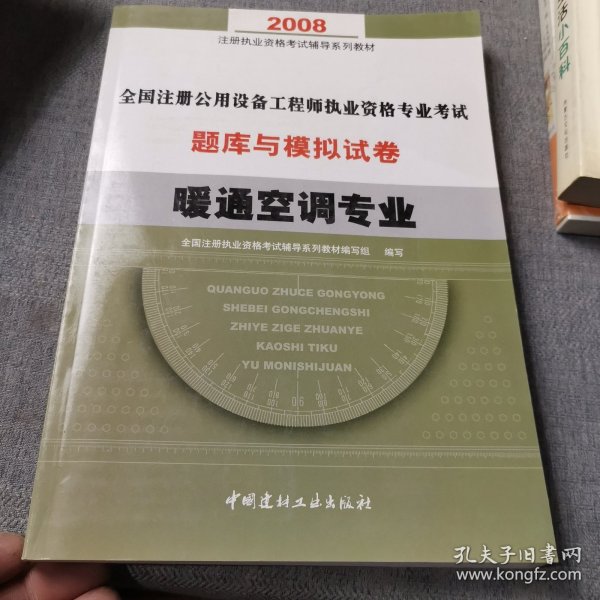 2008
注册执业资格考试辅导系列教材
全国注册公用设备工程师执业资格专业考试
题库与模拟试卷
暖通空调专业
全国注册执业资格考试辅导系列教材编写组 编写
QUANGUO ZHUCE GONGYONG
SHEBEI GONGCHENGSHI
ZHIYE ZIGE ZHUANYE
KAOSHI TIKU
YU MONISHIJUAN
中国建材工业出版社
活小百科
孔夫子旧书网
www.kongfz.com